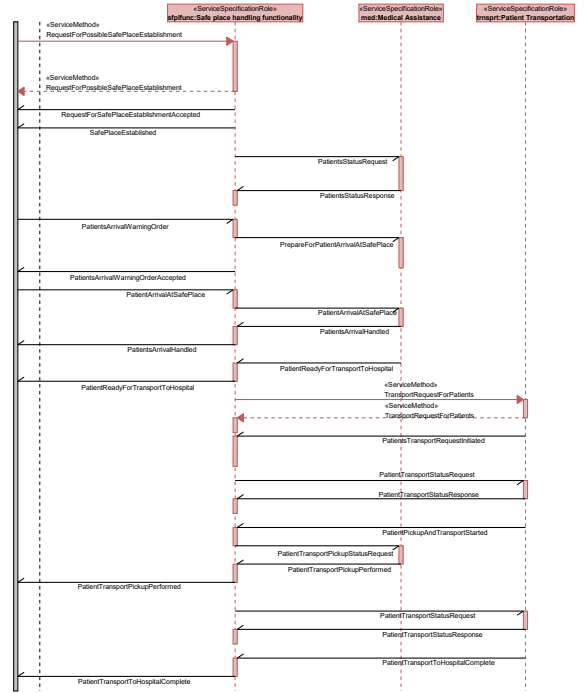 «ServiceSpecificationRole»
sfplfunc:Safe place handling functionality
«ServiceSpecificationRole»
med:Medical Assistance
«ServiceSpecificationRole»
trnsprt:Patient Transportation
«ServiceMethod»
RequestForPossibleSafePlaceEstablishment
«ServiceMethod»
RequestForPossibleSafePlaceEstablishment
RequestForSafePlaceEstablishmentAccepted
SafePlaceEstablished
PatientsStatusRequest
PatientsStatusResponse
PatientsArrivalWarningOrder
PrepareForPatientArrivalAtSafePlace
PatientsArrivalWarningOrderAccepted
PatientArrivalAtSafePlace
PatientArrivalAtSafePlace
PatientsArrivalHandled
PatientsArrivalHandled
PatientReadyForTransportToHospital
PatientReadyForTransportToHospital
«ServiceMethod»
TransportRequestForPatients
«ServiceMethod»
TransportRequestForPatients
PatientsTransportRequestInitiated
PatientTransportStatusRequest
PatientTransportStatusResponse
PatientPickupAndTransportStarted
PatientTransportPickupStatusRequest
PatientTransportPickupPerformed
PatientTransportPickupPerformed
PatientTransportStatusRequest
PatientTransportStatusResponse
PatientTransportToHospitalComplete
PatientTransportToHospitalComplete